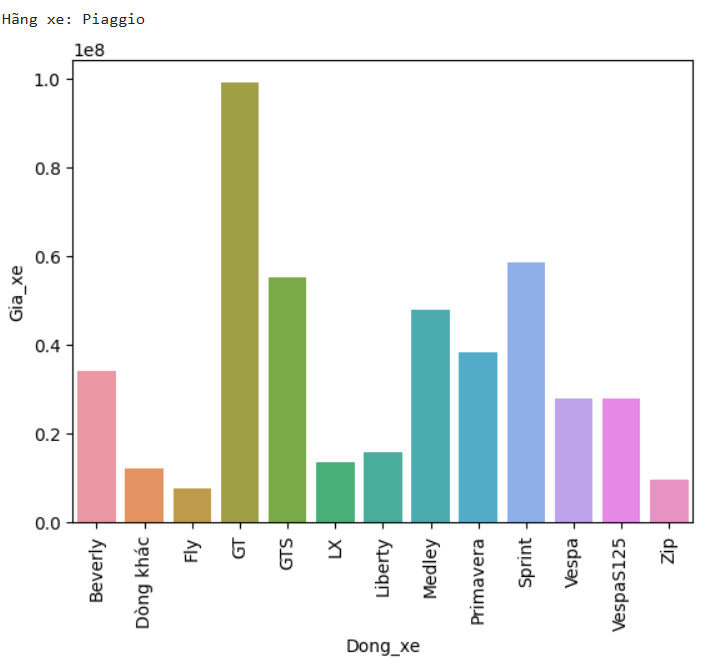 Hãng xe: Piaggio
1e8
1.0
0.8
0.6
0.4
0.2
0.0
Gia_xe
Beverly
Dòng khác
Fly
GT
GTS
LX
Liberty
Medley
Primavera
Sprint
Vespa
VespaS125
Zip
Dong_xe